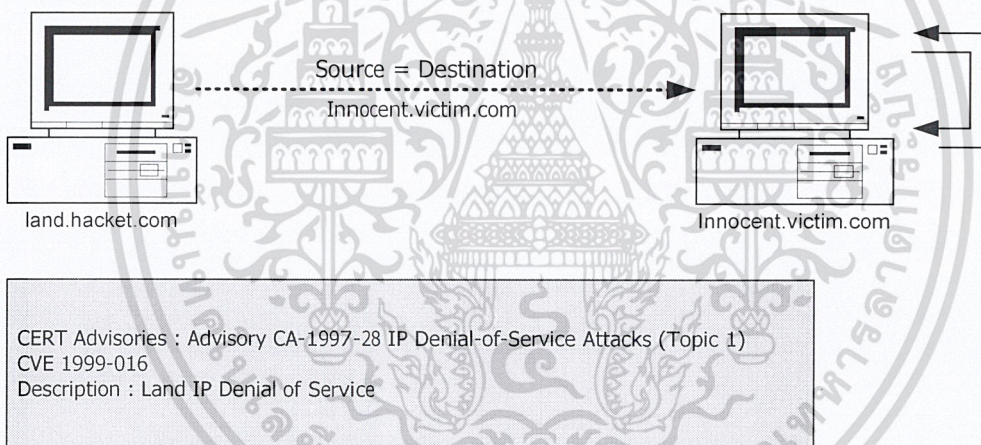 Source = Destination
Innocent.victim.com
land.hacket.com
Innocent.victim.com
CERT Advisories : Advisory CA-1997-28 IP Denial-of-Service Attacks (Topic 1)
CVE 1999-016
Description : Land IP Denial of Service